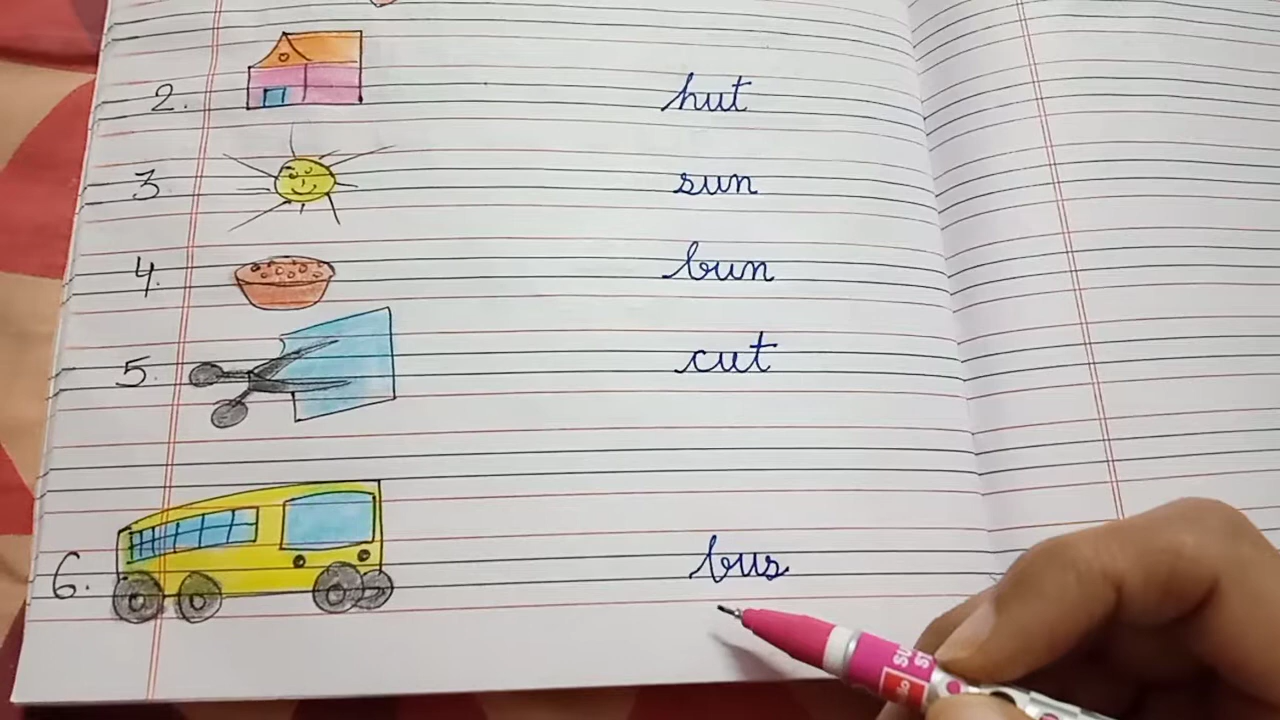 2. hut
3. sun
4. bun
5. cut
6. bus